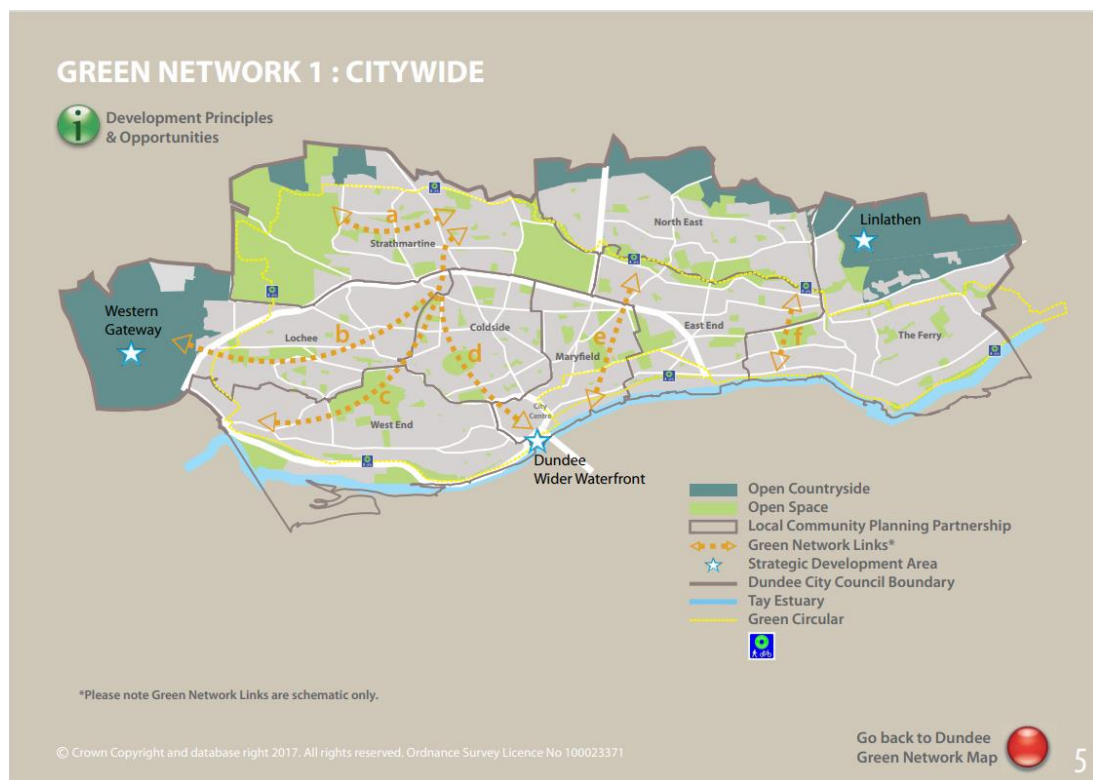 GREEN NETWORK 1 : CITYWIDE
i
Development Principles
& Opportunities
North East
Linlathen
a
Strathmartine
Western
Gateway
Lochee
b
Coldside
d
Maryfield
e
East End
f
The Ferry
c
West End
City
Centre
Dundee
Wider Waterfront
Open Countryside
Open Space
Local Community Planning Partnership
Green Network Links*
Strategic Development Area
Dundee City Council Boundary
Tay Estuary
Green Circular
*Please note Green Network Links are schematic only.
© Crown Copyright and database right 2017. All rights reserved. Ordnance Survey Licence No 100023371
Go back to Dundee
Green Network Map
5